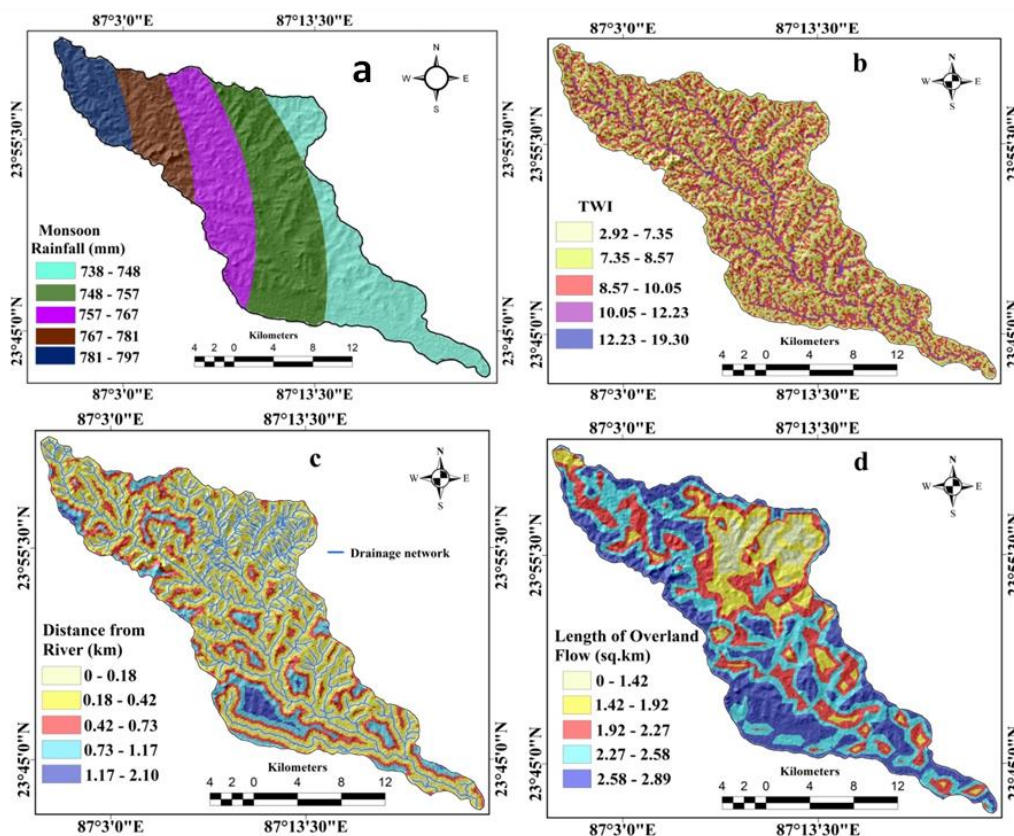 87°3'0"E 87°13'30"E
a
N
W E
S
23°55'30"N
23°55'30"N
23°45'0"N
23°45'0"N
Monsoon
Rainfall (mm)
738 - 748
748 - 757
757 - 767
767 - 781
781 - 797
Kilometers
4 2 0 4 8 12
87°3'0"E 87°13'30"E
87°3'0"E 87°13'30"E
b
N
W E
S
23°55'30"N
23°45'0"N
TWI
2.92 - 7.35
7.35 - 8.57
8.57 - 10.05
10.05 - 12.23
12.23 - 19.30
Kilometers
4 2 0 4 8 12
87°3'0"E 87°13'30"E
c
N
W E
S
23°55'30"N
23°55'30"N
23°45'0"N
23°45'0"N
Drainage network
Distance from
River (km)
0 - 0.18
0.18 - 0.42
0.42 - 0.73
0.73 - 1.17
1.17 - 2.10
Kilometers
4 2 0 4 8 12
87°3'0"E 87°13'30"E
d
N
W E
S
23°55'30"N
23°45'0"N
Length of Overland
Flow (sq.km)
0 - 1.42
1.42 - 1.92
1.92 - 2.27
2.27 - 2.58
2.58 - 2.89
Kilometers
4 2 0 4 8 12
87°3'0"E 87°13'30"E